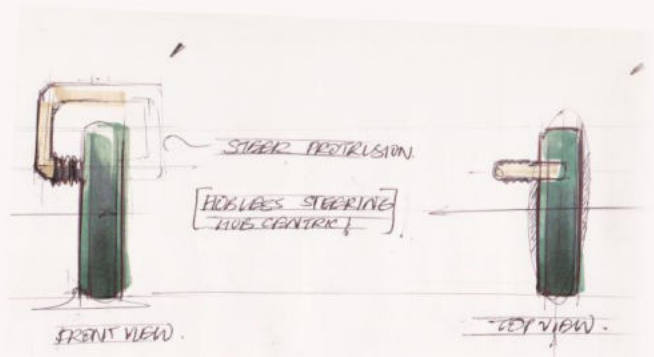 STEER PROTRUSION.
[HUBLESS STEERING
HUB CENTRIC!].
FRONT VIEW.
TOP VIEW.